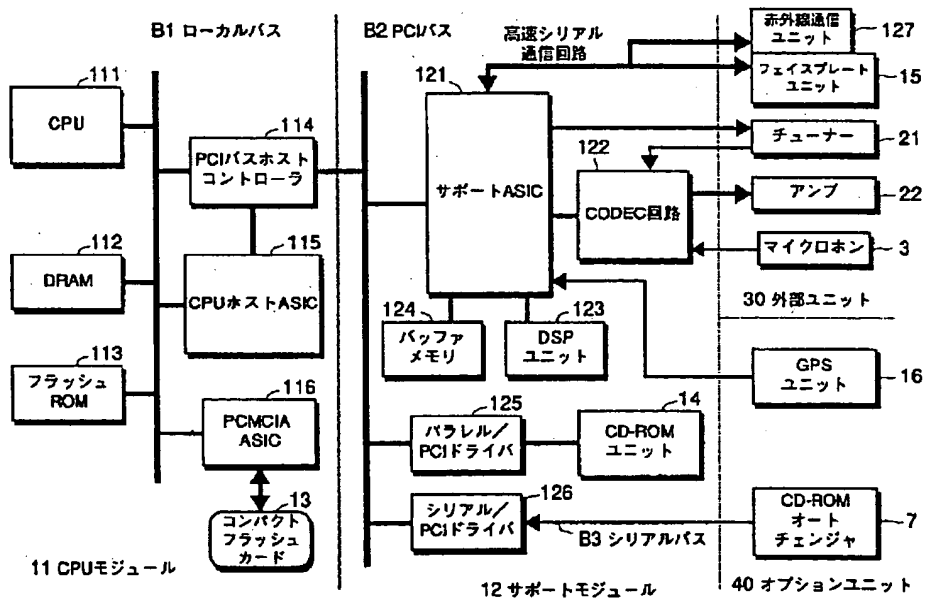 B1 ローカルバス
B2 PCIバス
高速シリアル
通信回路
赤外線通信
ユニット
127
フェイスプレート
ユニット
15
111
CPU
114
PCIバスホスト
コントローラ
121
サポートASIC
122
CODEC回路
チューナー
21
アンプ
22
マイクロホン
3
30 外部ユニット
112
DRAM
115
CPUホストASIC
124
バッファ
メモリ
123
DSP
ユニット
GPS
ユニット
16
113
フラッシュ
ROM
116
PCMCIA
ASIC
125
パラレル/
PCIドライバ
14
CD-ROM
ユニット
13
コンパクト
フラッシュ
カード
126
シリアル/
PCIドライバ
B3 シリアルバス
CD-ROM
オート
チェンジャ
7
11 CPUモジュール
12 サポートモジュール
40 オプションユニット